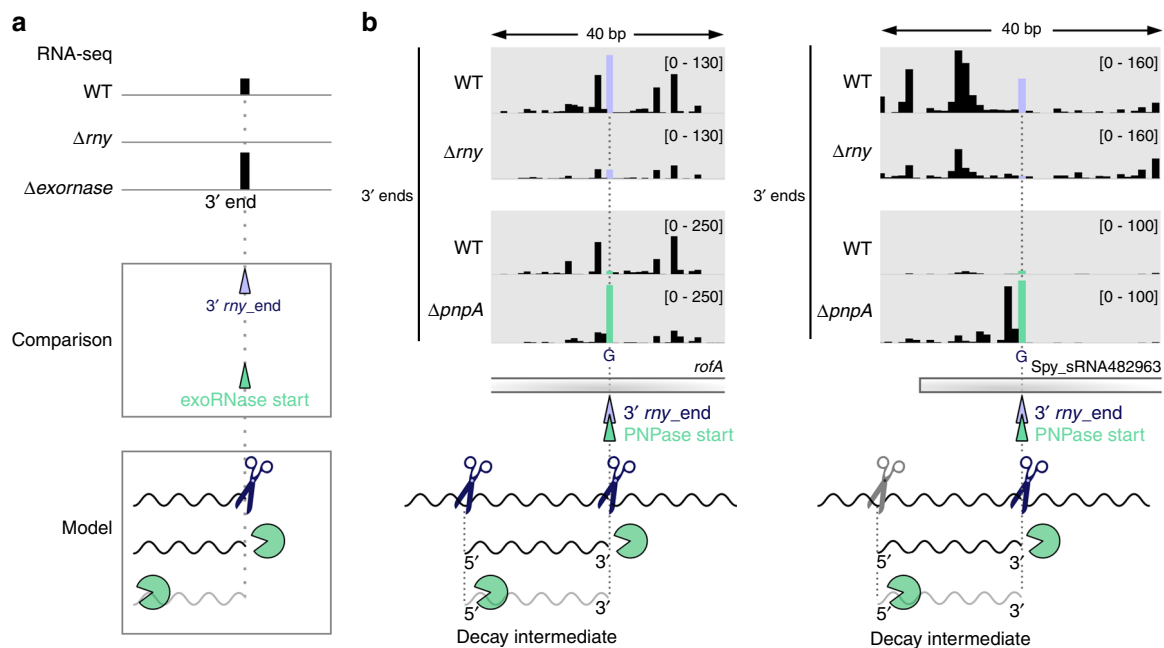 a
RNA-seq
WT
Δrny
Δexornase
3′ end
Comparison
3′ rny_end
exoRNase start
Model
b
40 bp
3′ ends
WT
[0 - 130]
Δrny
[0 - 130]
WT
[0 - 250]
ΔpnpA
[0 - 250]
G
rofA
3′ rny_end
PNPase start
5′ 3′
5′ 3′
Decay intermediate
40 bp
3′ ends
WT
[0 - 160]
Δrny
[0 - 160]
WT
[0 - 100]
ΔpnpA
[0 - 100]
G
Spy_sRNA482963
3′ rny_end
PNPase start
5′ 3′
5′ 3′
Decay intermediate